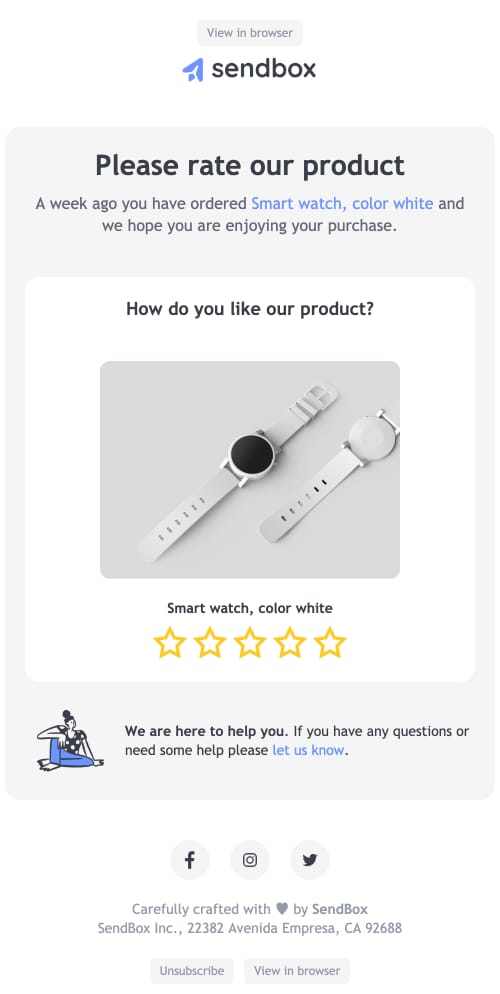 View in browser
sendbox
Please rate our product
A week ago you have ordered Smart watch, color white and
we hope you are enjoying your purchase.
How do you like our product?
Smart watch, color white
We are here to help you. If you have any questions or
need some help please let us know.
Carefully crafted with ♥ by SendBox
SendBox Inc., 22382 Avenida Empresa, CA 92688
Unsubscribe
View in browser